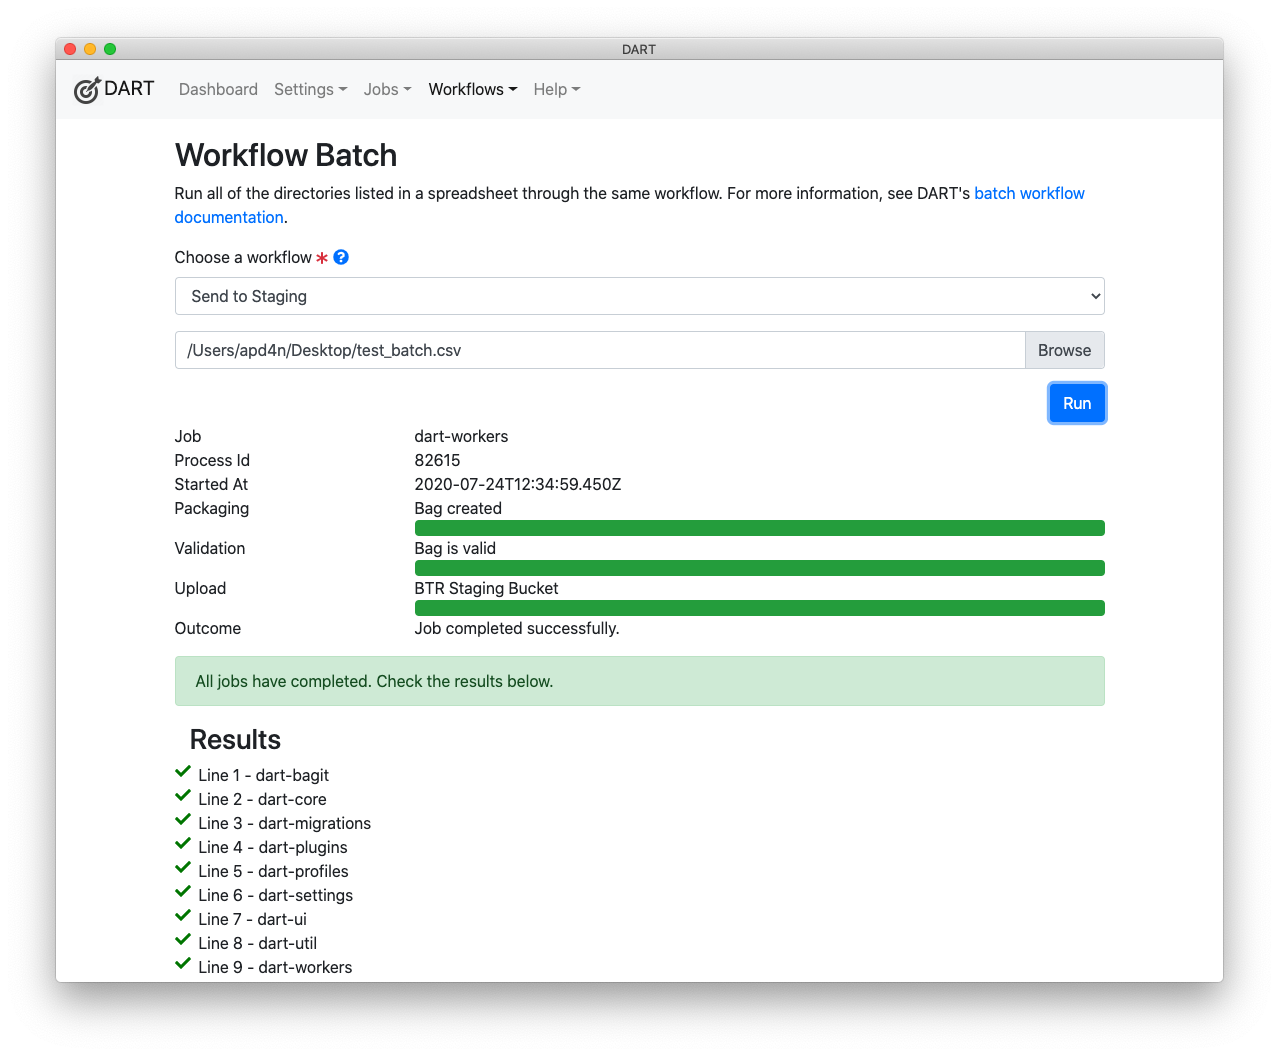 DART
DART Dashboard Settings Jobs Workflows Help
Workflow Batch
Run all of the directories listed in a spreadsheet through the same workflow. For more information, see DART's batch workflow
documentation.
Choose a workflow * ?
Send to Staging
/Users/apd4n/Desktop/test_batch.csv Browse
Run
Job dart-workers
Process Id 82615
Started At 2020-07-24T12:34:59.450Z
Packaging Bag created
Validation Bag is valid
Upload BTR Staging Bucket
Outcome Job completed successfully.
All jobs have completed. Check the results below.
Results
Line 1 - dart-bagit
Line 2 - dart-core
Line 3 - dart-migrations
Line 4 - dart-plugins
Line 5 - dart-profiles
Line 6 - dart-settings
Line 7 - dart-ui
Line 8 - dart-util
Line 9 - dart-workers